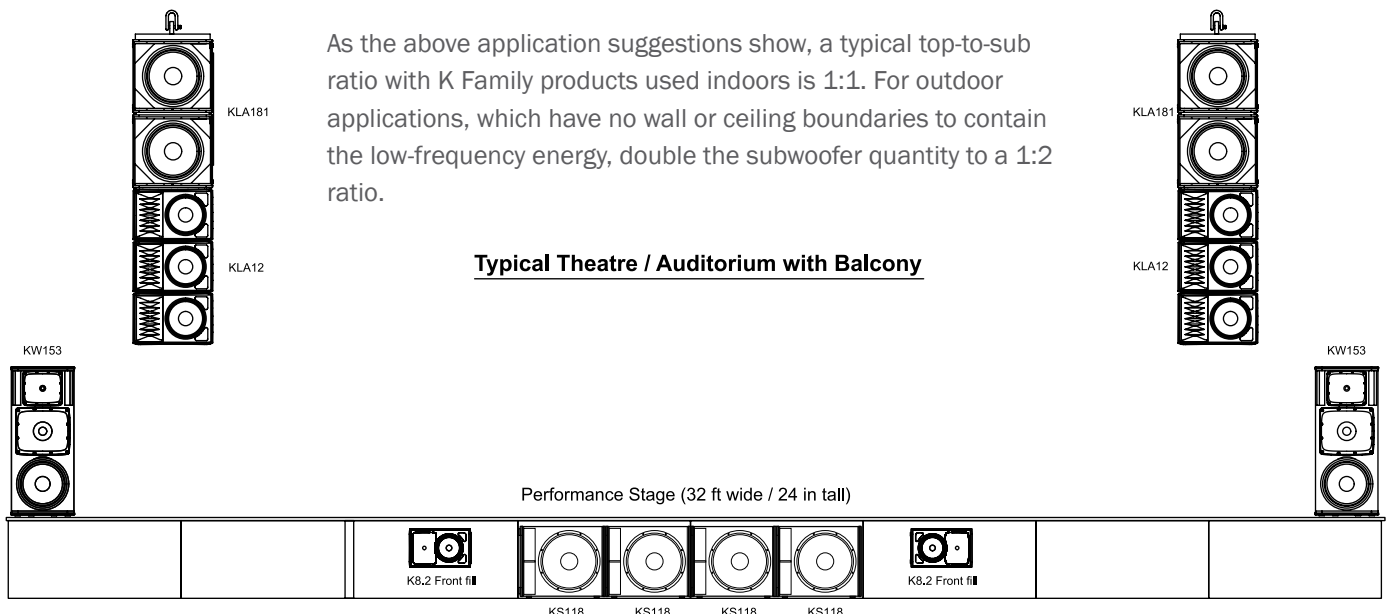 As the above application suggestions show, a typical top-to-sub
ratio with K Family products used indoors is 1:1. For outdoor
applications, which have no wall or ceiling boundaries to contain
the low-frequency energy, double the subwoofer quantity to a 1:2
ratio.
KLA181
KLA181
Typical Theatre / Auditorium with Balcony
KLA12
KLA12
KW153
KW153
Performance Stage (32 ft wide / 24 in tall)
K8.2 Front fill
K8.2 Front fill
KS118
KS118
KS118
KS118